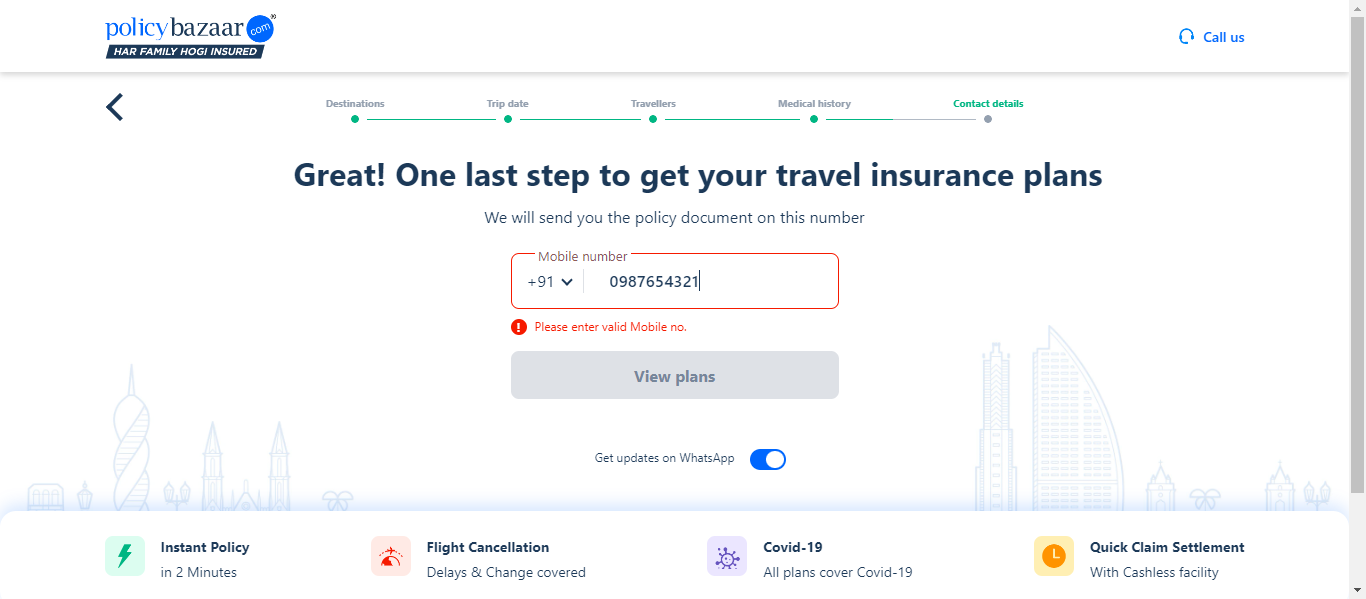 policybazaar.com®
HAR FAMILY HOGI INSURED
Call us
Destinations
Trip date
Travellers
Medical history
Contact details
Great! One last step to get your travel insurance plans
We will send you the policy document on this number
Mobile number
+91 0987654321
! Please enter valid Mobile no.
View plans
Get updates on WhatsApp
Instant Policy
in 2 Minutes
Flight Cancellation
Delays & Change covered
Covid-19
All plans cover Covid-19
Quick Claim Settlement
With Cashless facility